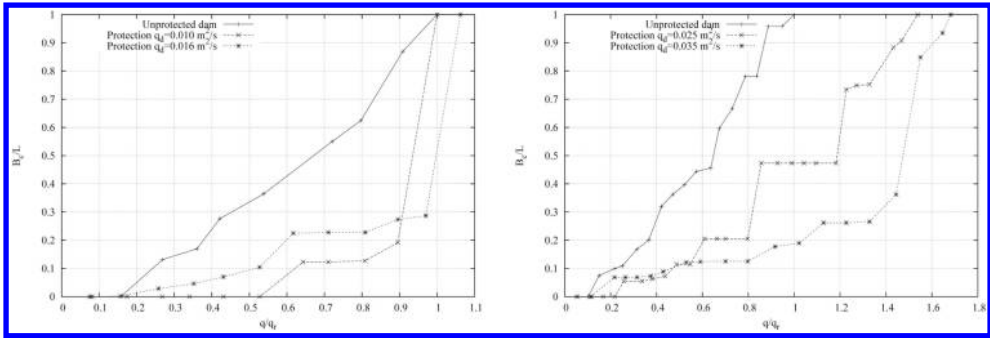 Unprotected dam
Protection q_d=0.010 m²/s
Protection q_d=0.016 m²/s
1
0.9
0.8
0.7
0.6
0.5
0.4
0.3
0.2
0.1
0
B_e/L
0 0.1 0.2 0.3 0.4 0.5 0.6 0.7 0.8 0.9 1 1.1
q/q_r
Unprotected dam
Protection q_d=0.025 m²/s
Protection q_d=0.035 m²/s
1
0.9
0.8
0.7
0.6
0.5
0.4
0.3
0.2
0.1
0
B_e/L
0 0.2 0.4 0.6 0.8 1 1.2 1.4 1.6 1.8
q/q_r